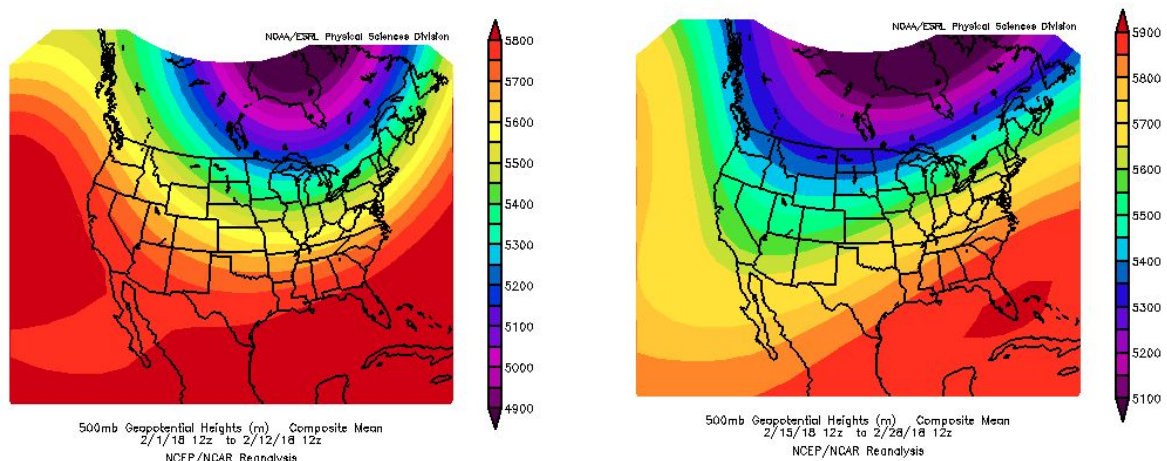 NOAA/ESRL Physical Sciences Division
5800
5700
5600
5500
5400
5300
5200
5100
5000
4900
500mb Geopotential Heights (m) Composite Mean
2/1/18 12z to 2/12/18 12z
NCEP/NCAR Reanalysis
NOAA/ESRL Physical Sciences Division
5900
5800
5700
5600
5500
5400
5300
5200
5100
500mb Geopotential Heights (m) Composite Mean
2/15/18 12z to 2/28/18 12z
NCEP/NCAR Reanalysis